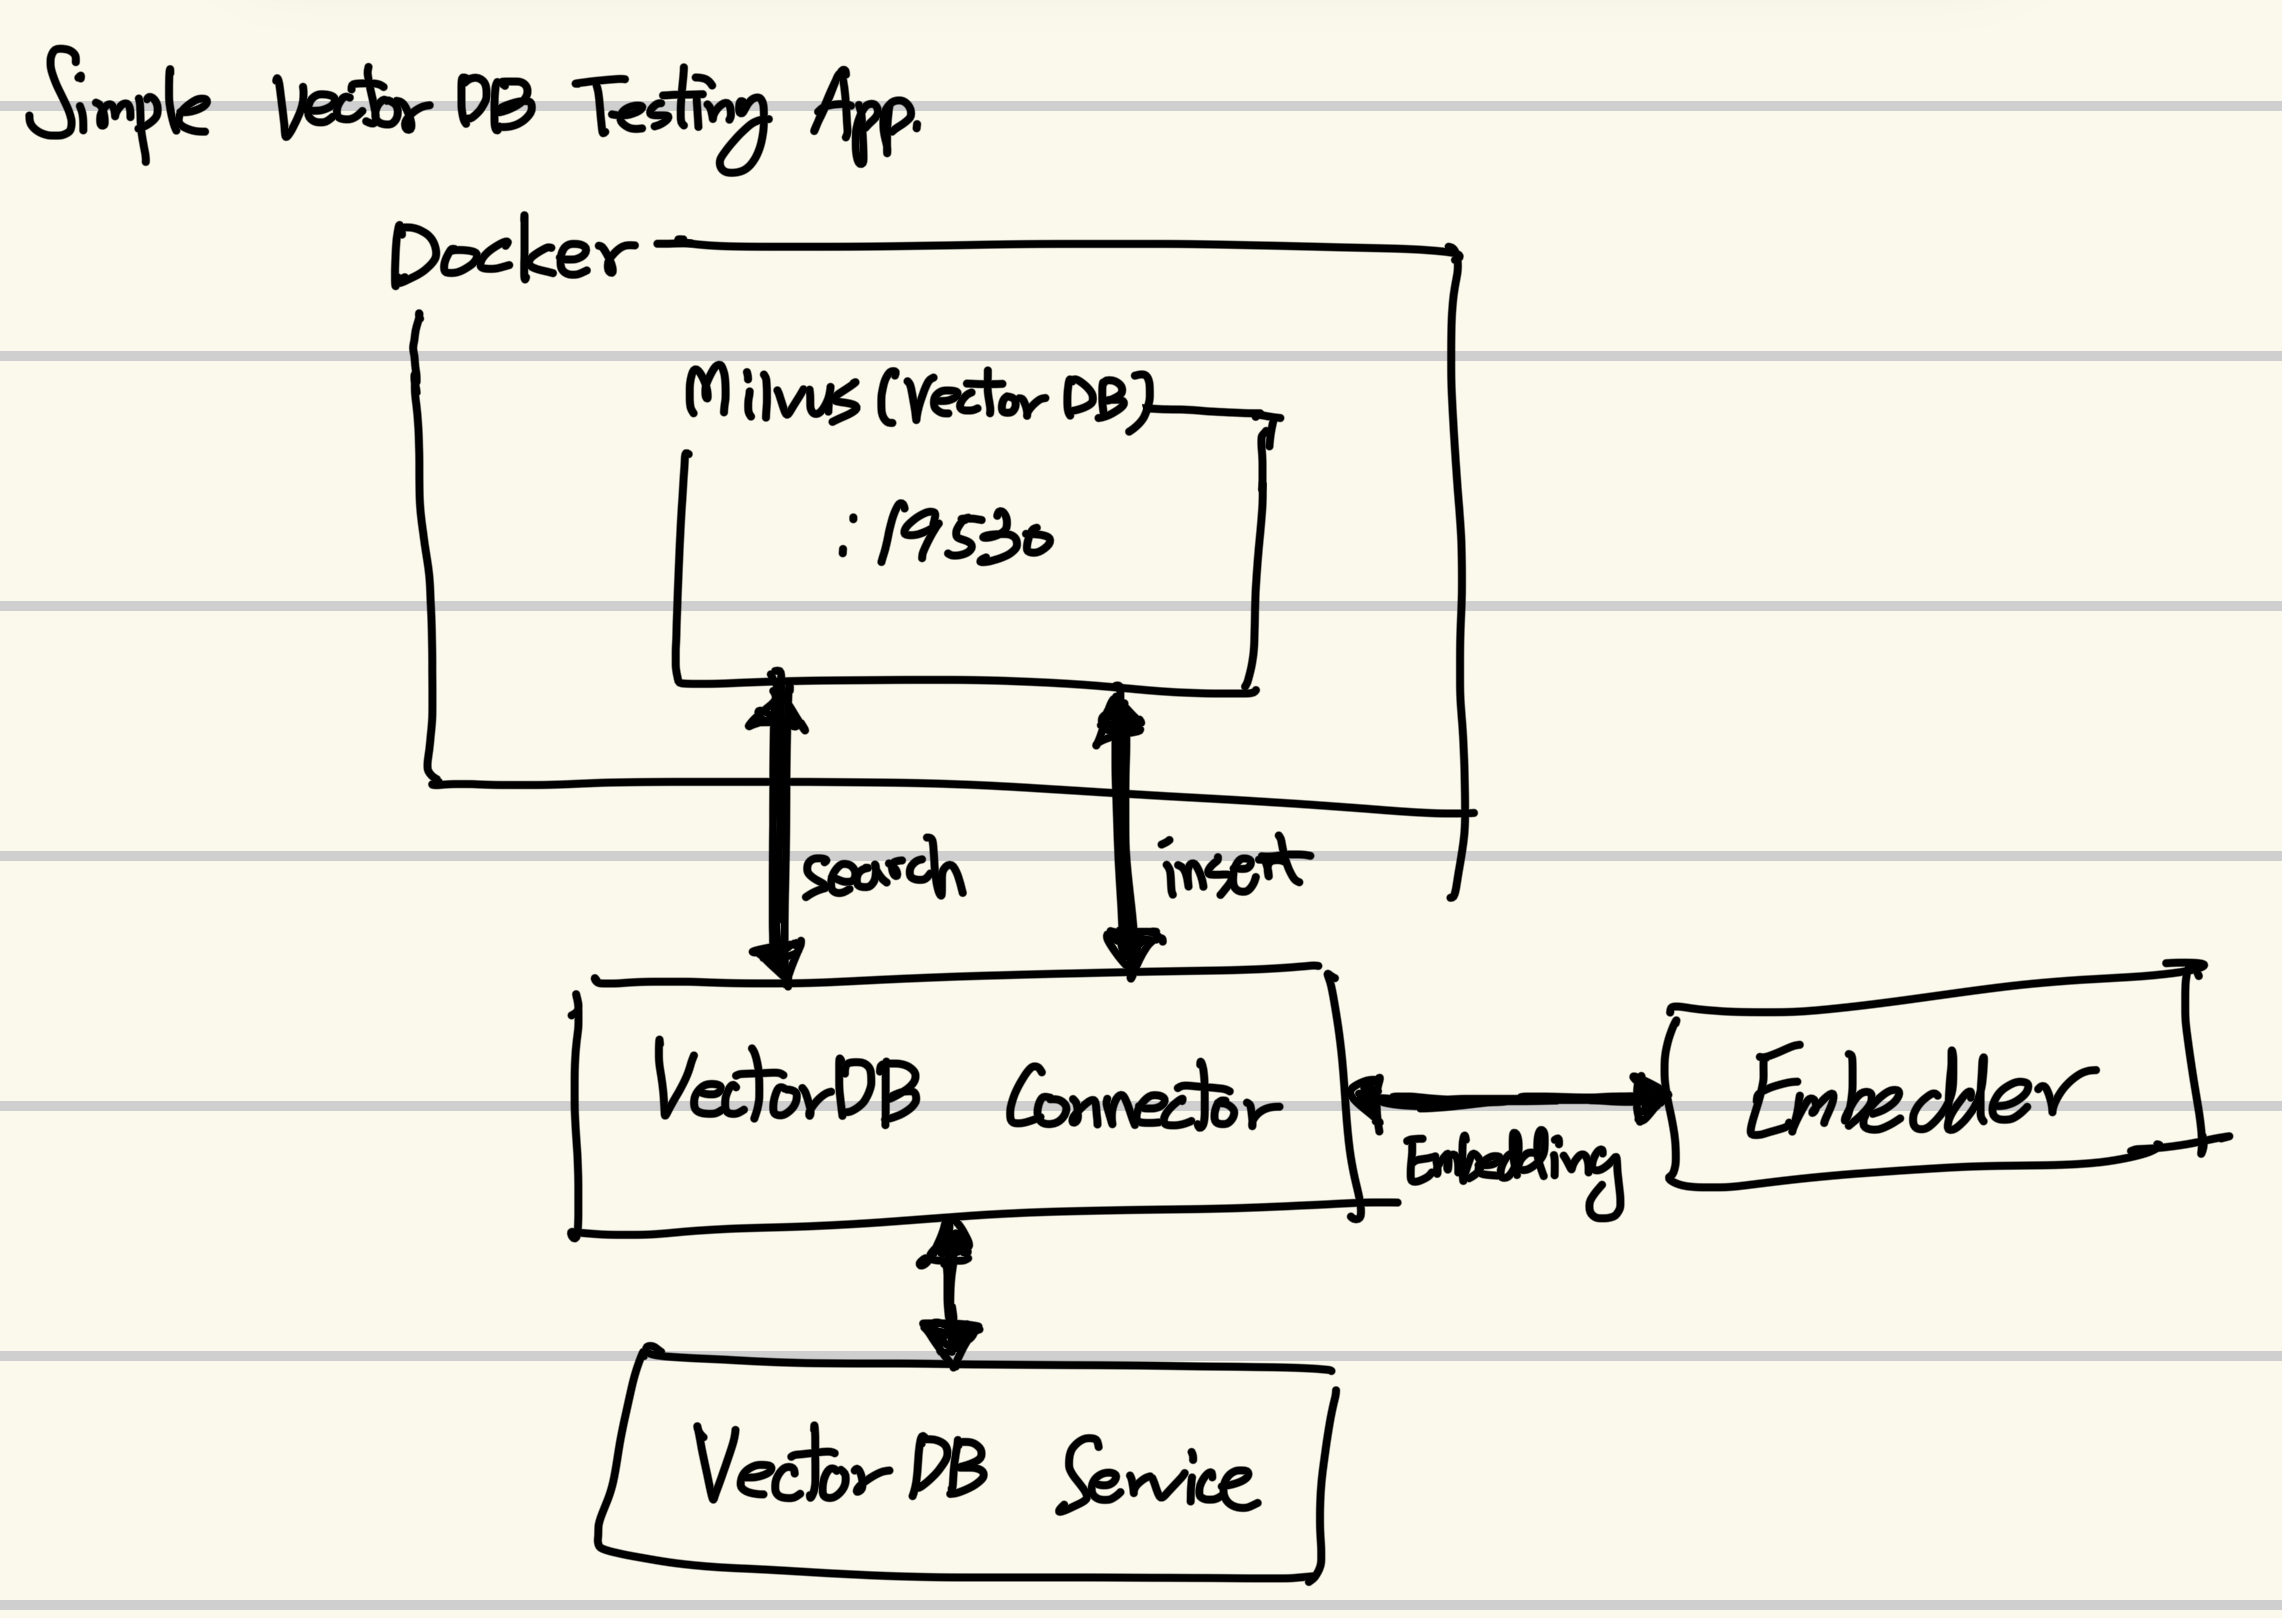 Simple Vector DB Testing App.
Docker
Milvus (Vector DB)
:19530
search
insert
VectorDB Connector
Embedding
Embedder
Vector DB Service